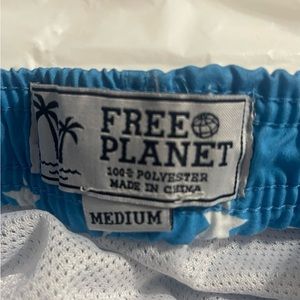 FREE
PLANET
100% POLYESTER
MADE IN CHINA
MEDIUM